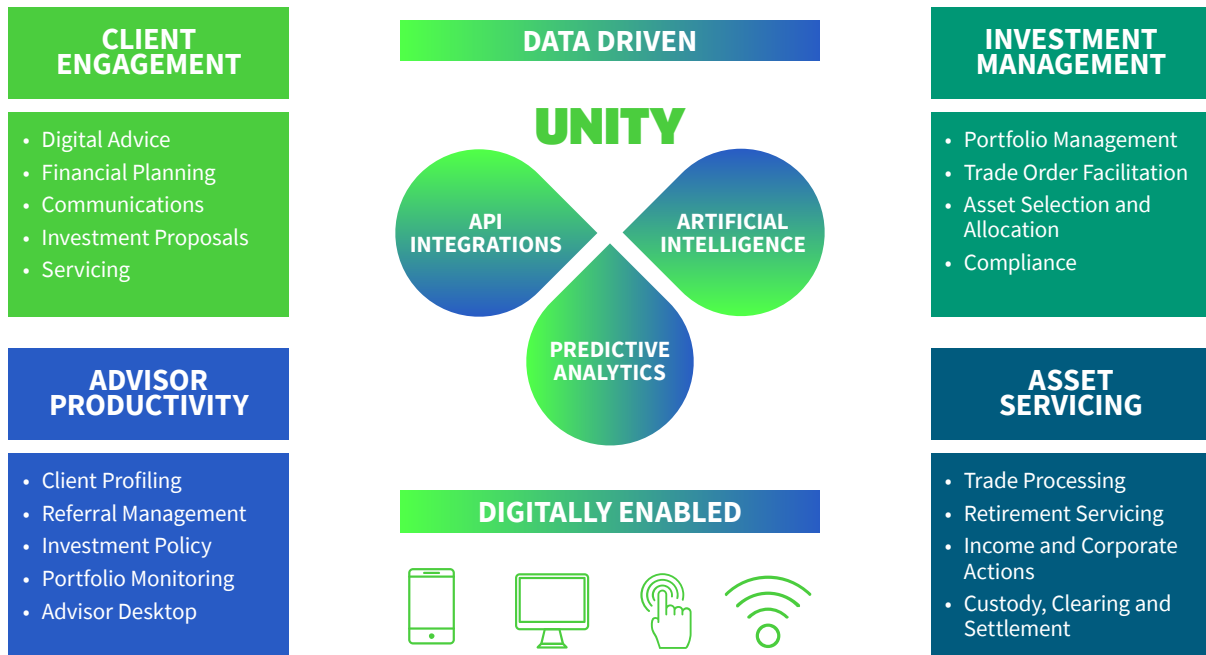 CLIENT
ENGAGEMENT
• Digital Advice
• Financial Planning
• Communications
• Investment Proposals
• Servicing
ADVISOR
PRODUCTIVITY
• Client Profiling
• Referral Management
• Investment Policy
• Portfolio Monitoring
• Advisor Desktop
DATA DRIVEN
UNITY
API
INTEGRATIONS
ARTIFICIAL
INTELLIGENCE
PREDICTIVE
ANALYTICS
DIGITALLY ENABLED
INVESTMENT
MANAGEMENT
• Portfolio Management
• Trade Order Facilitation
• Asset Selection and
Allocation
• Compliance
ASSET
SERVICING
• Trade Processing
• Retirement Servicing
• Income and Corporate
Actions
• Custody, Clearing and
Settlement